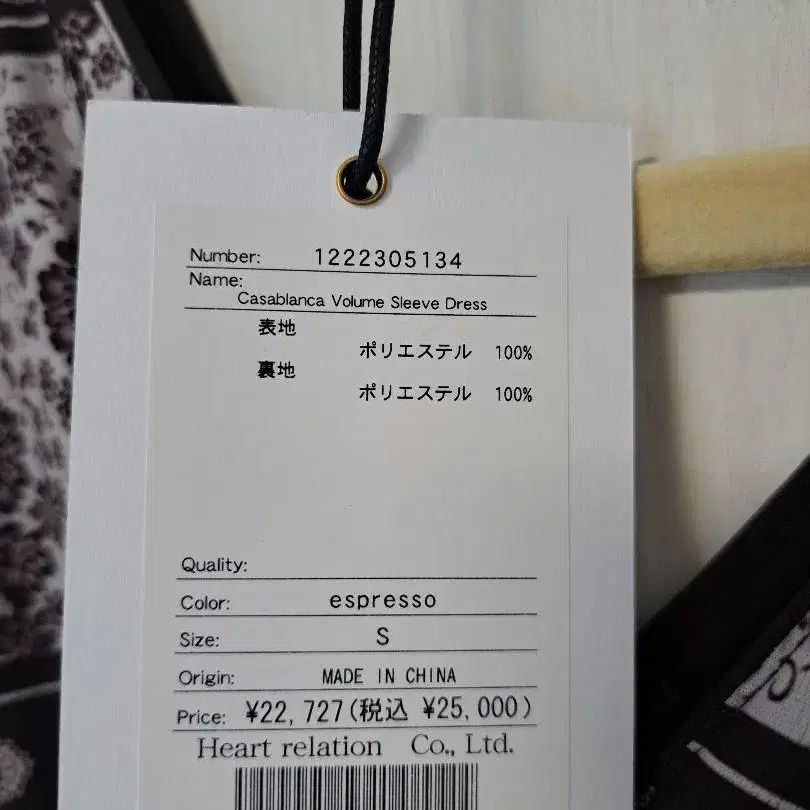 Number: 1222305134
Name:
Casablanca Volume Sleeve Dress
表地
ポリエステル 100%
裏地
ポリエステル 100%
Quality:
Color: espresso
Size: S
Origin: MADE IN CHINA
Price: ¥22,727(税込 ¥25,000)
Heart relation Co., Ltd.